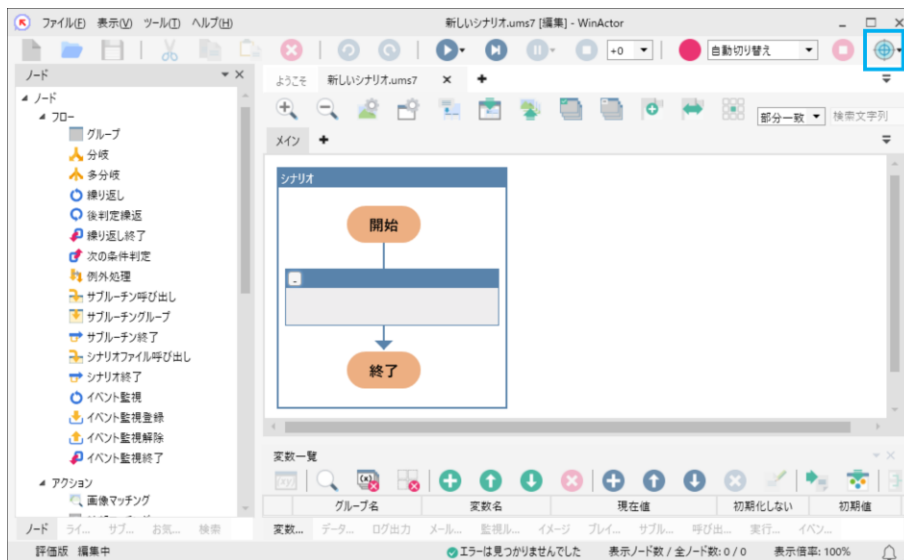 ファイル(F) 表示(V) ツール(T) ヘルプ(H)
新しいシナリオ.ums7 [編集] - WinActor
+0
自動切り替え
ノード
ようこそ 新しいシナリオ.ums7
ノード
フロー
グループ
分岐
多分岐
繰り返し
後判定繰返
繰り返し終了
次の条件判定
例外処理
サブルーチン呼び出し
サブルーチングループ
サブルーチン終了
シナリオファイル呼び出し
シナリオ終了
イベント監視
イベント監視登録
イベント監視解除
イベント監視終了
アクション
画像マッチング
ノード ライ... サブ... お気... 検索
部分一致 検索文字列
メイン
シナリオ
開始
終了
変数一覧
グループ名 変数名 現在値 初期化しない 初期値
変数... データ... ログ出力 メール... 監視ル... イメージ ブレイ... サブル... 呼び出... 実行... イベン...
評価版 編集中 エラーは見つかりませんでした 表示ノード数 / 全ノード数: 0 / 0 表示倍率: 100%